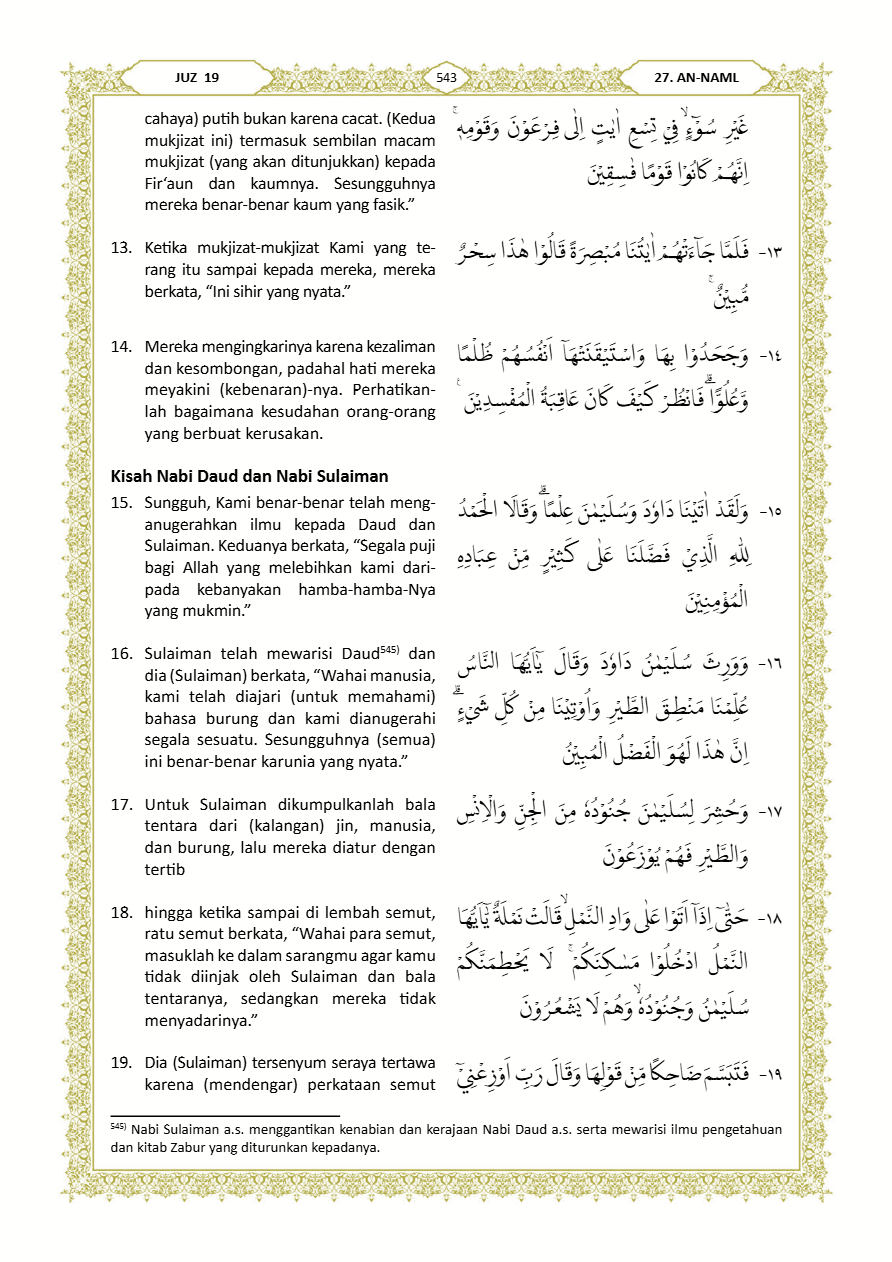 JUZ 19
543
27. AN-NAML
cahaya) putih bukan karena cacat. (Kedua
mukjizat ini) termasuk sembilan macam
mukjizat (yang akan ditunjukkan) kepada
Fir‘aun dan kaumnya. Sesungguhnya
mereka benar-benar kaum yang fasik.”
غَيْرِ سُوْۤءٍۙ فِيْ تِسْعِ اٰيٰتٍ اِلٰى فِرْعَوْنَ وَقَوْمِهٖۚ
اِنَّهُمْ كَانُوْا قَوْمًا فٰسِقِيْنَ
13. Ketika mukjizat-mukjizat Kami yang te-
rang itu sampai kepada mereka, mereka
berkata, “Ini sihir yang nyata.”
١٣- فَلَمَّا جَاۤءَتْهُمْ اٰيٰتُنَا مُبْصِرَةً قَالُوْا هٰذَا سِحْرٌ
مُّبِيْنٌۚ
14. Mereka mengingkarinya karena kezaliman
dan kesombongan, padahal hati mereka
meyakini (kebenaran)-nya. Perhatikan-
lah bagaimana kesudahan orang-orang
yang berbuat kerusakan.
١٤- وَجَحَدُوْا بِهَا وَاسْتَيْقَنَتْهَآ اَنْفُسُهُمْ ظُلْمًا
وَّعُلُوًّاۗ فَانْظُرْ كَيْفَ كَانَ عَاقِبَةُ الْمُفْسِدِيْنَ ࣖ
Kisah Nabi Daud dan Nabi Sulaiman
15. Sungguh, Kami benar-benar telah meng-
anugerahkan ilmu kepada Daud dan
Sulaiman. Keduanya berkata, “Segala puji
bagi Allah yang melebihkan kami dari-
pada kebanyakan hamba-hamba-Nya
yang mukmin.”
١٥- وَلَقَدْ اٰتَيْنَا دَاوٗدَ وَسُلَيْمٰنَ عِلْمًاۗ وَقَالَا الْحَمْدُ
لِلّٰهِ الَّذِيْ فَضَّلَنَا عَلٰى كَثِيْرٍ مِّنْ عِبَادِهِ
الْمُؤْمِنِيْنَ
16. Sulaiman telah mewarisi Daud545) dan
dia (Sulaiman) berkata, “Wahai manusia,
kami telah diajari (untuk memahami)
bahasa burung dan kami dianugerahi
segala sesuatu. Sesungguhnya (semua)
ini benar-benar karunia yang nyata.”
١٦- وَوَرِثَ سُلَيْمٰنُ دَاوٗدَ وَقَالَ يٰٓاَيُّهَا النَّاسُ
عُلِّمْنَا مَنْطِقَ الطَّيْرِ وَاُوْتِيْنَا مِنْ كُلِّ شَيْءٍۗ
اِنَّ هٰذَا لَهُوَ الْفَضْلُ الْمُبِيْنُ
17. Untuk Sulaiman dikumpulkanlah bala
tentara dari (kalangan) jin, manusia,
dan burung, lalu mereka diatur dengan
tertib
١٧- وَحُشِرَ لِسُلَيْمٰنَ جُنُوْدُهٗ مِنَ الْجِنِّ وَالْاِنْسِ
وَالطَّيْرِ فَهُمْ يُوْزَعُوْنَ
18. hingga ketika sampai di lembah semut,
ratu semut berkata, “Wahai para semut,
masuklah ke dalam sarangmu agar kamu
tidak diinjak oleh Sulaiman dan bala
tentaranya, sedangkan mereka tidak
menyadarinya.”
١٨- حَتّٰىٓ اِذَآ اَتَوْا عَلٰى وَادِ النَّمْلِۙ قَالَتْ نَمْلَةٌ يّٰٓاَيُّهَا
النَّمْلُ ادْخُلُوْا مَسٰكِنَكُمْۚ لَا يَحْطِمَنَّكُمْ
سُلَيْمٰنُ وَجُنُوْدُهٗۙ وَهُمْ لَا يَشْعُرُوْنَ
19. Dia (Sulaiman) tersenyum seraya tertawa
karena (mendengar) perkataan semut
١٩- فَتَبَسَّمَ ضَاحِكًا مِّنْ قَوْلِهَا وَقَالَ رَبِّ اَوْزِعْنِيْٓ
545) Nabi Sulaiman a.s. menggantikan kenabian dan kerajaan Nabi Daud a.s. serta mewarisi ilmu pengetahuan
dan kitab Zabur yang diturunkan kepadanya.